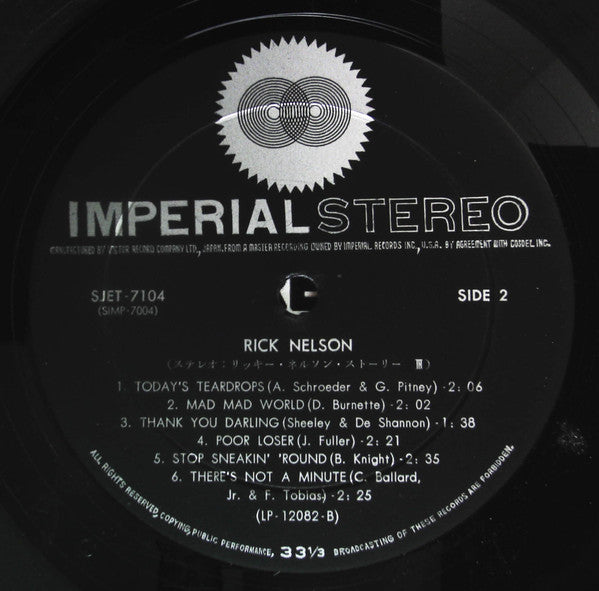 IMPERIAL STEREO
MANUFACTURED BY VICTOR RECORD COMPANY LTD., JAPAN. FROM A MASTER RECORDING OWNED BY IMPERIAL RECORDS INC., U.S.A. BY AGREEMENT WITH COSDEL INC.
SJET-7104 SIDE 2
(SIMP-7004)
RICK NELSON
(ステレオ:リッキー・ネルソン・ストーリー Ⅲ)
1. TODAY'S TEARDROPS (A. Schroeder & G. Pitney) - 2: 06
2. MAD MAD WORLD (D. Burnette) - 2: 02
3. THANK YOU DARLING (Sheeley & De Shannon) - 1: 38
4. POOR LOSER (J. Fuller) - 2: 21
5. STOP SNEAKIN' 'ROUND (B. Knight) - 2: 35
6. THERE'S NOT A MINUTE (C. Ballard,
Jr. & F. Tobias) - 2: 25
(LP-12082-B)
ALL RIGHTS RESERVED, COPYING, PUBLIC PERFORMANCE, 33 1/3 BROADCASTING OF THESE RECORDS ARE FORBIDDEN.